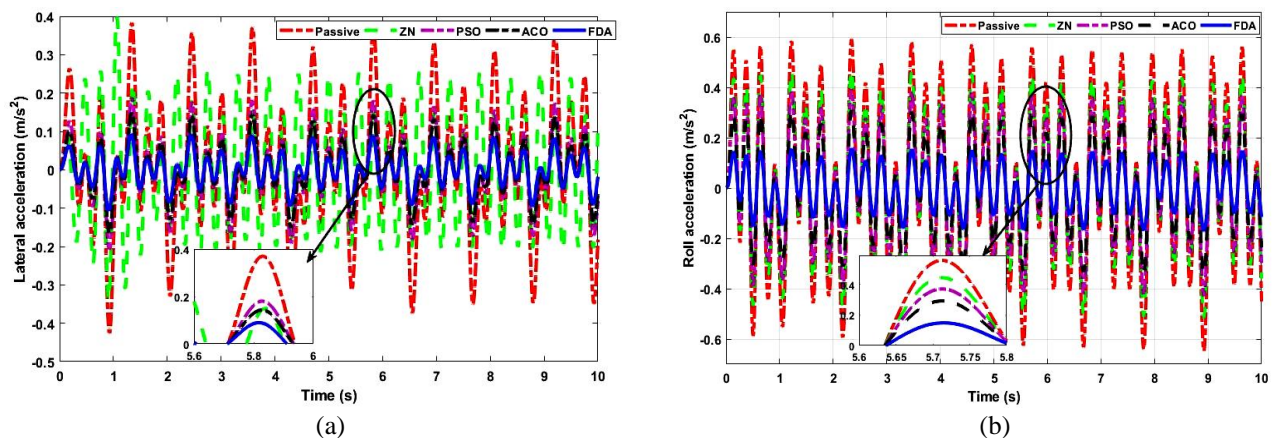 Passive ZN PSO ACO FDA
Lateral acceleration (m/s²)
0.4
0.3
0.2
0.1
0
-0.1
-0.2
-0.3
-0.4
-0.5
0.4
0.2
0
5.6 5.8 6
0 1 2 3 4 5 6 7 8 9 10
Time (s)
(a)
Passive ZN PSO ACO FDA
Roll acceleration (m/s²)
0.6
0.4
0.2
0
-0.2
-0.4
-0.6
0.4
0.2
0
5.6 5.65 5.7 5.75 5.8
0 1 2 3 4 5 6 7 8 9 10
Time (s)
(b)